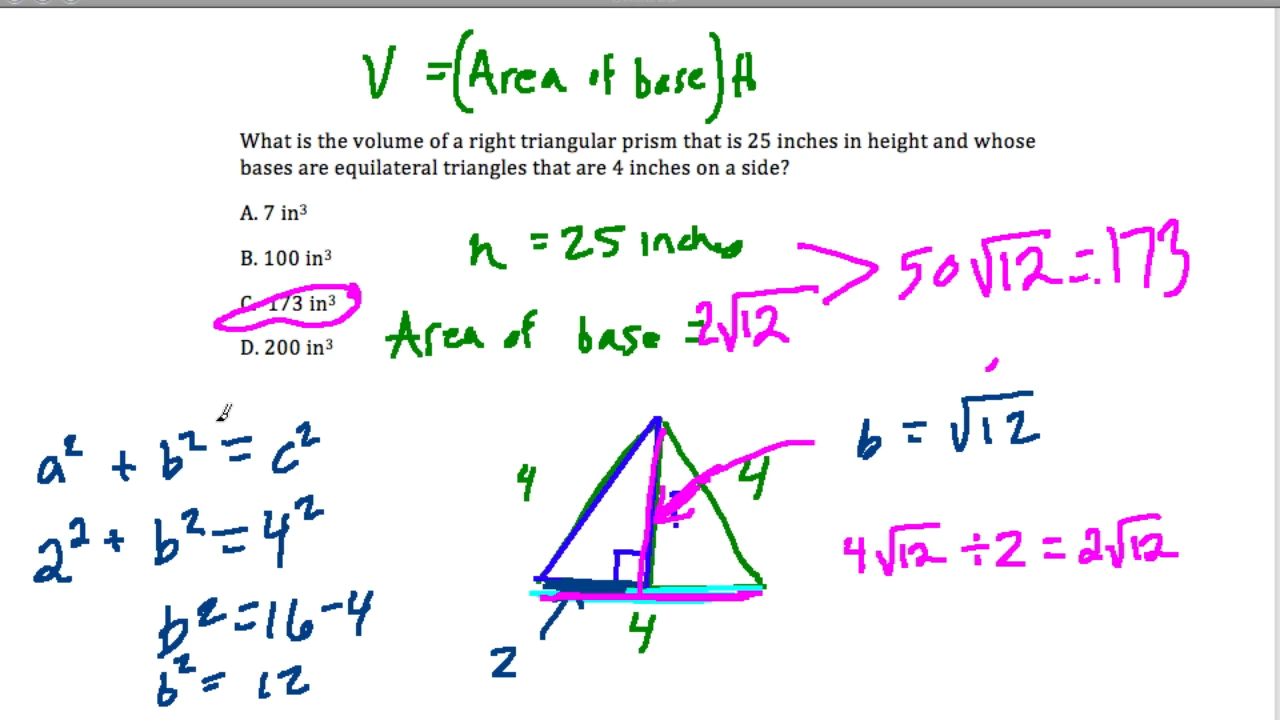 V = (Area of base) h
What is the volume of a right triangular prism that is 25 inches in height and whose
bases are equilateral triangles that are 4 inches on a side?
A. 7 in³
B. 100 in³
C. 173 in³
D. 200 in³
h = 25 inches
Area of base = 2√12
50√12 = .173
a² + b² = c²
2² + b² = 4²
b² = 16 - 4
b² = 12
4
4
?
2
4
b = √12
4√12 ÷ 2 = 2√12